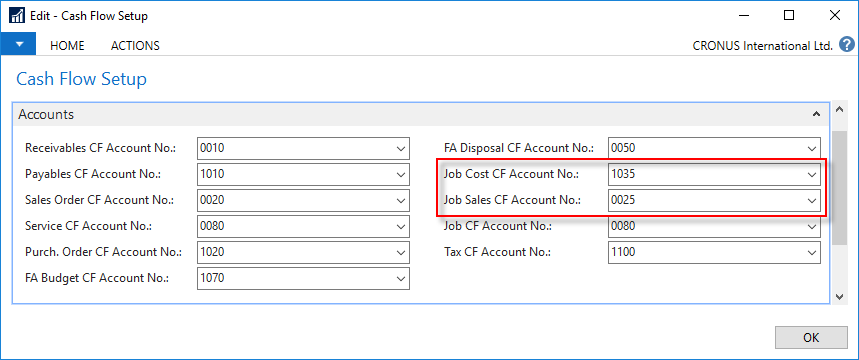 Edit - Cash Flow Setup
HOME ACTIONS CRONUS International Ltd. ?
Cash Flow Setup
Accounts
Receivables CF Account No.: 0010 FA Disposal CF Account No.: 0050
Payables CF Account No.: 1010 Job Cost CF Account No.: 1035
Sales Order CF Account No.: 0020 Job Sales CF Account No.: 0025
Service CF Account No.: 0080 Job CF Account No.: 0080
Purch. Order CF Account No.: 1020 Tax CF Account No.: 1100
FA Budget CF Account No.: 1070
OK